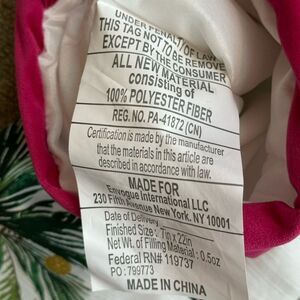 UNDER PENALTY OF LAW
THIS TAG NOT TO BE REMOVE
EXCEPT BY THE CONSUMER
ALL NEW MATERIAL
consisting of
100% POLYESTER FIBER
REG. NO. PA-41872 (CN)
Certification is made by the manufacturer
that the materials in this article are
described in accordance with law.
MADE FOR
Envogue International LLC
230 Fifth Avenue New York, NY 10001
Date of Delivery
Finished Size : 7in x 22in
Net Wt. of Filling Material : 0.5oz
Federal RN# 119737
PO : 799773
MADE IN CHINA